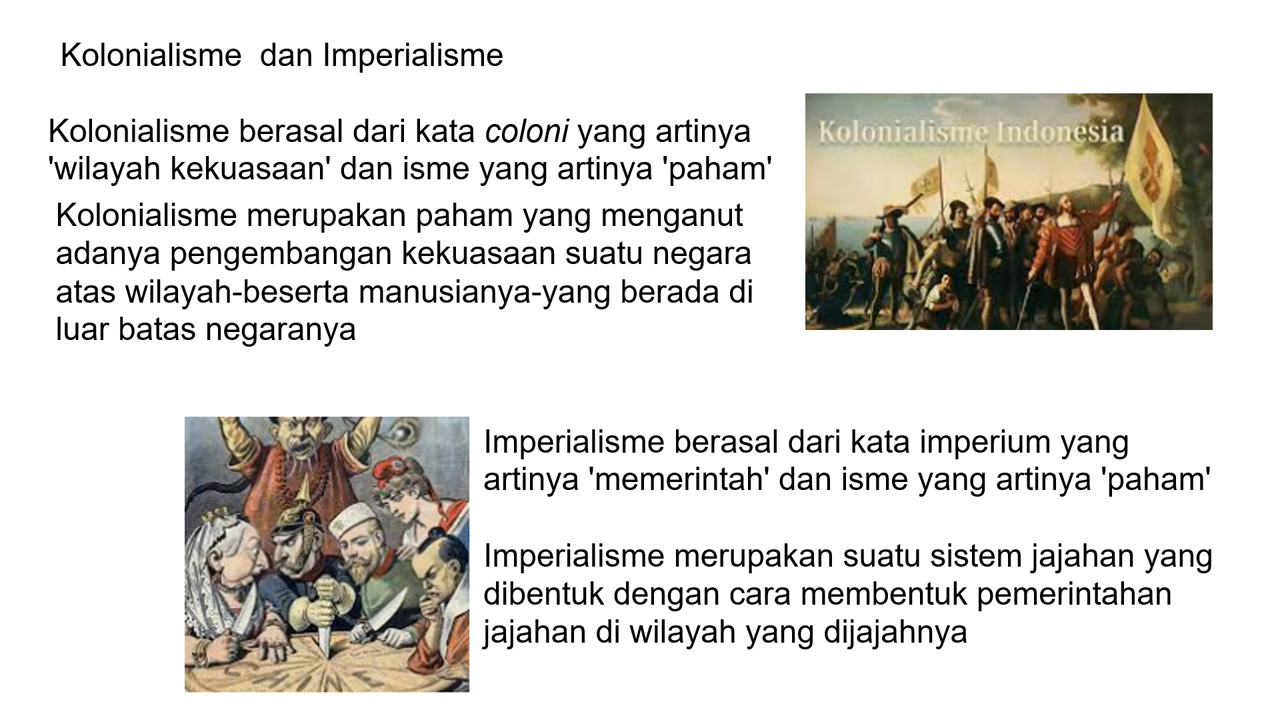 Kolonialisme  dan Imperialisme
Kolonialisme berasal dari kata coloni yang artinya
'wilayah kekuasaan' dan isme yang artinya 'paham'
Kolonialisme merupakan paham yang menganut
adanya pengembangan kekuasaan suatu negara
atas wilayah-beserta manusianya-yang berada di
luar batas negaranya
Kolonialisme Indonesia
Imperialisme berasal dari kata imperium yang
artinya 'memerintah' dan isme yang artinya 'paham'
Imperialisme merupakan suatu sistem jajahan yang
dibentuk dengan cara membentuk pemerintahan
jajahan di wilayah yang dijajahnya